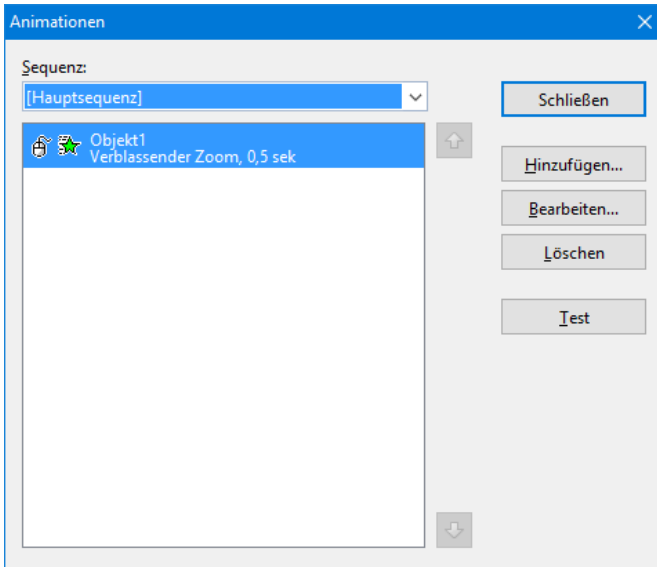 Animationen
Sequenz:
[Hauptsequenz]
Schließen
Objekt1
Verblassender Zoom, 0,5 sek
Hinzufügen...
Bearbeiten...
Löschen
Test